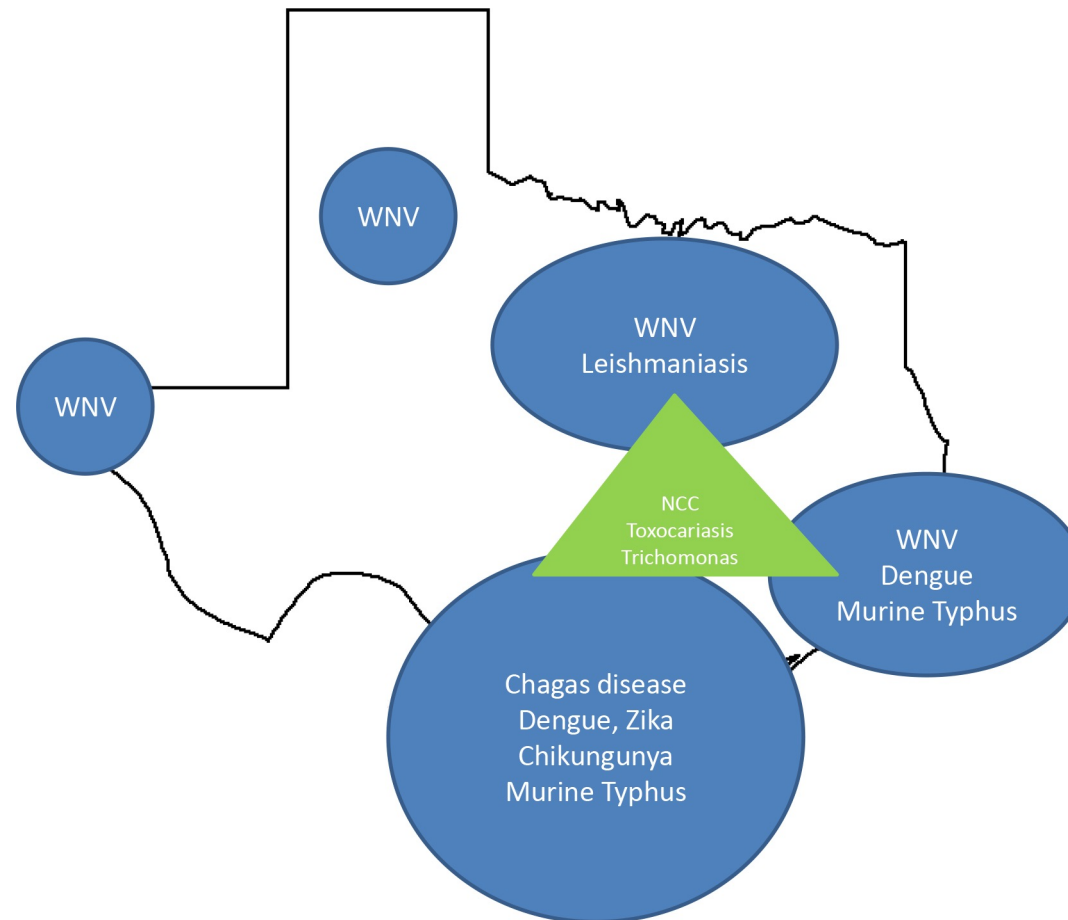 WNV
WNV
WNV
Leishmaniasis
NCC
Toxocariasis
Trichomonas
WNV
Dengue
Murine Typhus
Chagas disease
Dengue, Zika
Chikungunya
Murine Typhus